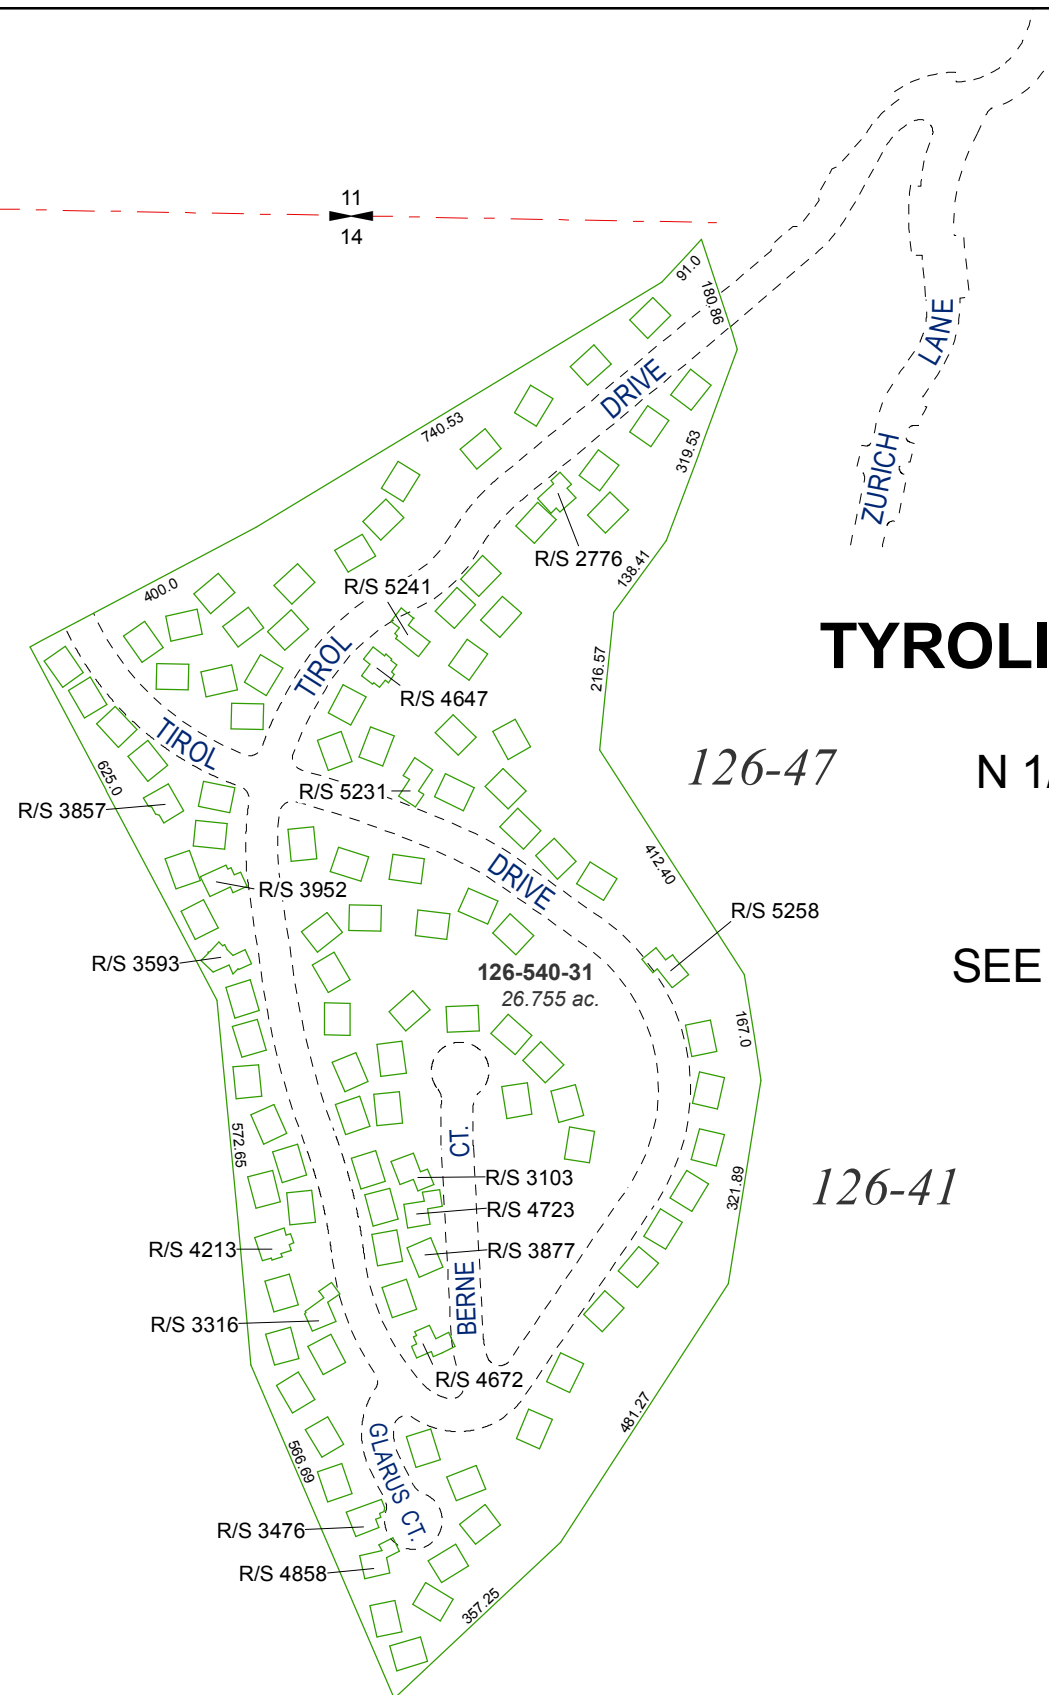 11
14
91.0
180.86
LANE
DRIVE
740.53
319.53
ZURICH
R/S 2776
138.41
400.0
R/S 5241
TYROLI
216.57
TIROL
R/S 4647
TIROL
126-47
N 1/
625.0
R/S 5231
R/S 3857
412.40
DRIVE
R/S 3952
R/S 5258
R/S 3593
126-540-31
SEE
26.755 ac.
167.0
572.65
CT.
R/S 3103
126-41
321.89
R/S 4723
R/S 4213
R/S 3877
BERNE
R/S 3316
R/S 4672
481.27
566.69
GLARUS CT.
R/S 3476
R/S 4858
357.25